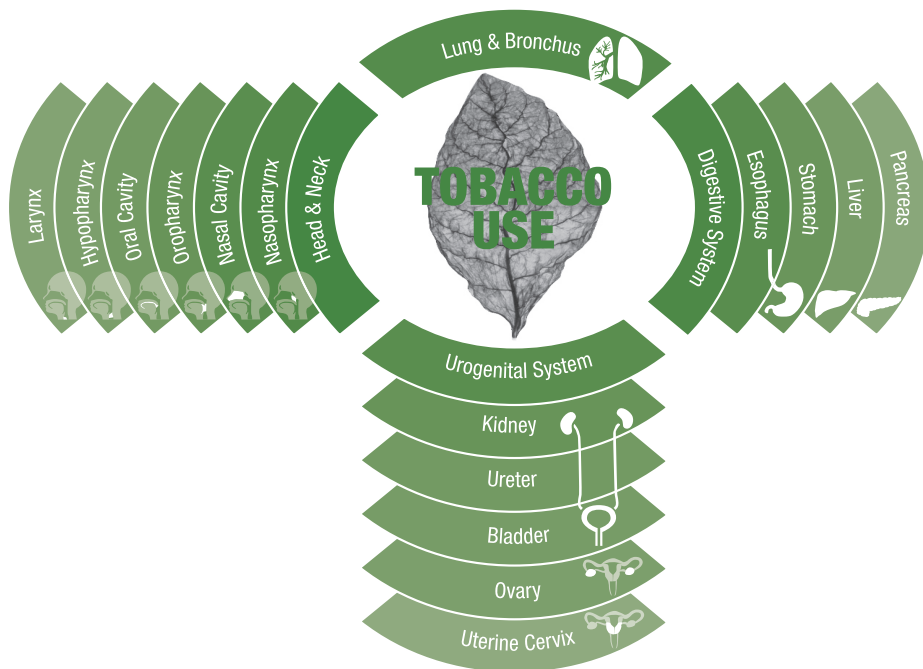 Lung & Bronchus
TOBACCO
USE
Larynx
Hypopharynx
Oral Cavity
Oropharynx
Nasal Cavity
Nasopharynx
Head & Neck
Digestive System
Esophagus
Stomach
Liver
Pancreas
Urogenital System
Kidney
Ureter
Bladder
Ovary
Uterine Cervix